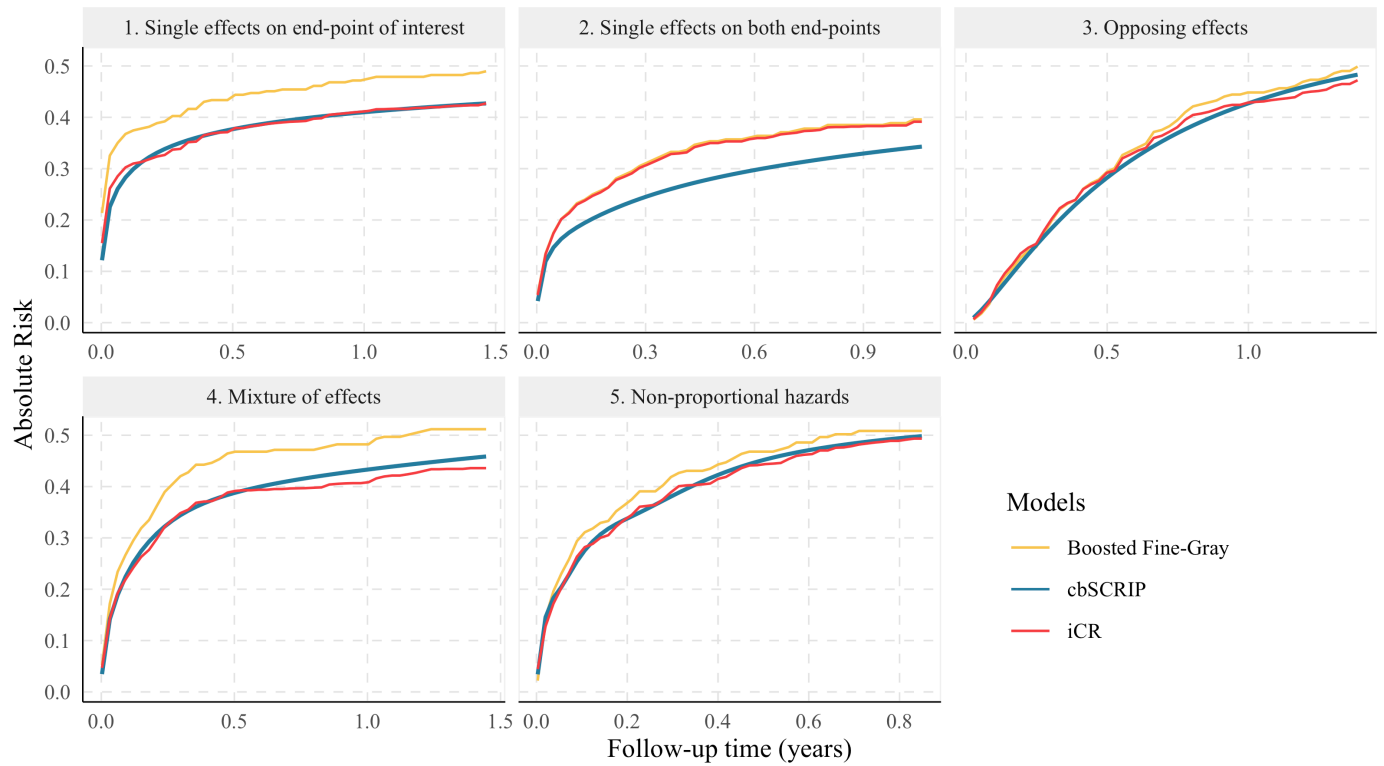 1. Single effects on end-point of interest
2. Single effects on both end-points
3. Opposing effects
0.5
0.4
0.3
0.2
0.1
0.0
0.0 0.5 1.0 1.5
0.0 0.3 0.6 0.9
0.0 0.5 1.0
Absolute Risk
4. Mixture of effects
5. Non-proportional hazards
0.5
0.4
0.3
0.2
0.1
0.0
0.0 0.5 1.0 1.5
0.0 0.2 0.4 0.6 0.8
Follow-up time (years)
Models
Boosted Fine-Gray
cbSCRIP
iCR